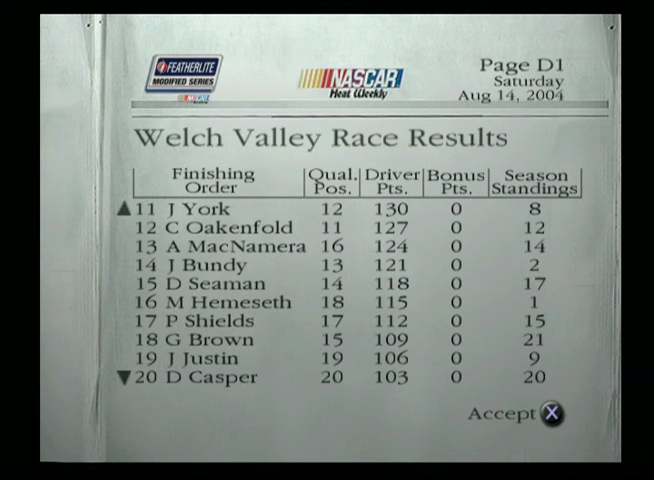 FEATHERLITE
MODIFIED SERIES
NASCAR
NASCAR
Heat Weekly
Page D1
Saturday
Aug 14, 2004
Welch Valley Race Results
Finishing Order Qual. Pos. Driver Pts. Bonus Pts. Season Standings
11 J York 12 130 0 8
12 C Oakenfold 11 127 0 12
13 A MacNamera 16 124 0 14
14 J Bundy 13 121 0 2
15 D Seaman 14 118 0 17
16 M Hemeseth 18 115 0 1
17 P Shields 17 112 0 15
18 G Brown 15 109 0 21
19 J Justin 19 106 0 9
20 D Casper 20 103 0 20
Accept X